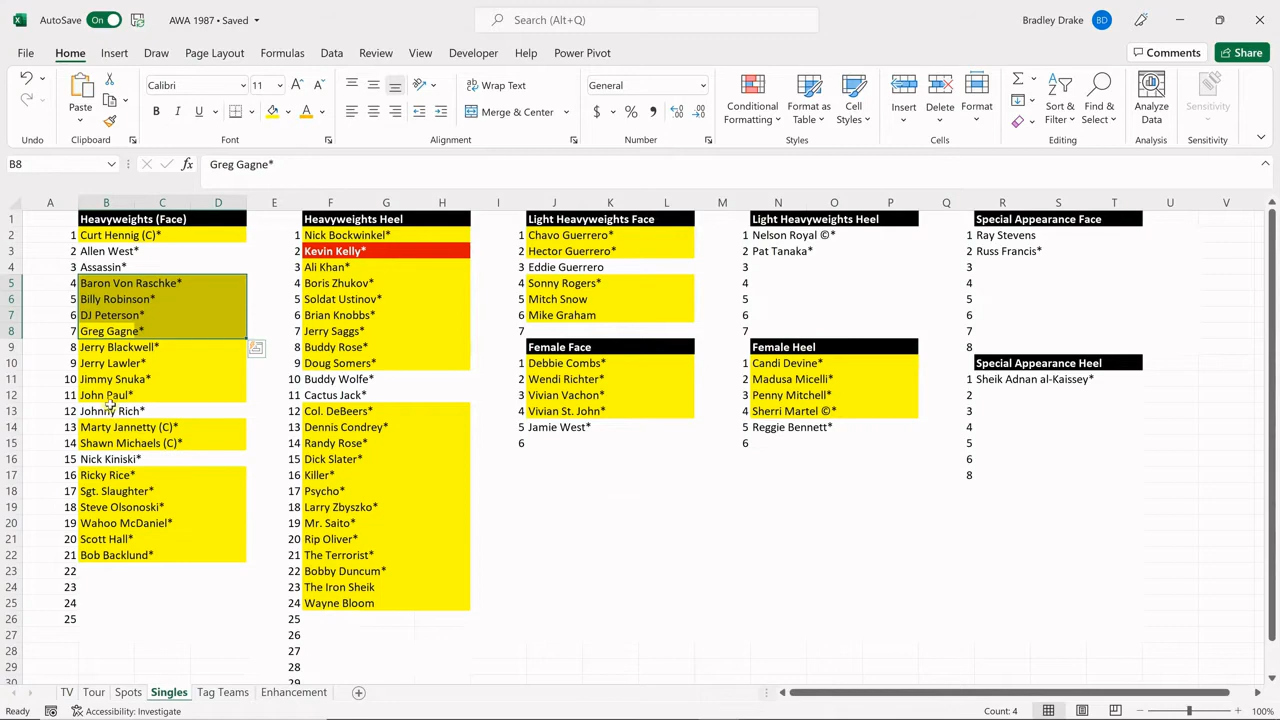 AutoSave On AWA 1987 • Saved Search (Alt+Q) Bradley Drake BD
File Home Insert Draw Page Layout Formulas Data Review View Developer Help Power Pivot Comments Share
Paste Calibri 11 Wrap Text General Conditional Formatting Format as Table Cell Styles Insert Delete Format Sort & Filter Find & Select Analyze Data Sensitivity
B I U Merge & Center $ %
Undo Clipboard Font Alignment Number Styles Cells Editing Analysis Sensitivity
B8 fx Greg Gagne*
A B C D E F G H I J K L M N O P Q R S T U V
1 Heavyweights (Face) Heavyweights Heel Light Heavyweights Face Light Heavyweights Heel Special Appearance Face
2 1 Curt Hennig (C)* 1 Nick Bockwinkel* 1 Chavo Guerrero* 1 Nelson Royal ©* 1 Ray Stevens
3 2 Allen West* 2 Kevin Kelly* 2 Hector Guerrero* 2 Pat Tanaka* 2 Russ Francis*
4 3 Assassin* 3 Ali Khan* 3 Eddie Guerrero 3 3
5 4 Baron Von Raschke* 4 Boris Zhukov* 4 Sonny Rogers* 4 4
6 5 Billy Robinson* 5 Soldat Ustinov* 5 Mitch Snow 5 5
7 6 DJ Peterson* 6 Brian Knobbs* 6 Mike Graham 6 6
8 7 Greg Gagne* 7 Jerry Saggs* 7 7 7
9 8 Jerry Blackwell* 8 Buddy Rose* Female Face Female Heel 8
10 9 Jerry Lawler* 9 Doug Somers* 1 Debbie Combs* 1 Candi Devine* Special Appearance Heel
11 10 Jimmy Snuka* 10 Buddy Wolfe* 2 Wendi Richter* 2 Madusa Micelli* 1 Sheik Adnan al-Kaissey*
12 11 John Paul* 11 Cactus Jack* 3 Vivian Vachon* 3 Penny Mitchell* 2
13 12 Johnny Rich* 12 Col. DeBeers* 4 Vivian St. John* 4 Sherri Martel ©* 3
14 13 Marty Jannetty (C)* 13 Dennis Condrey* 5 Jamie West* 5 Reggie Bennett* 4
15 14 Shawn Michaels (C)* 14 Randy Rose* 6 6 5
16 15 Nick Kiniski* 15 Dick Slater* 6
17 16 Ricky Rice* 16 Killer* 8
18 17 Sgt. Slaughter* 17 Psycho*
19 18 Steve Olsonoski* 18 Larry Zbyszko*
20 19 Wahoo McDaniel* 19 Mr. Saito*
21 20 Scott Hall* 20 Rip Oliver*
22 21 Bob Backlund* 21 The Terrorist*
23 22 22 Bobby Duncum*
24 23 23 The Iron Sheik
25 24 24 Wayne Bloom
26 25 25
27 26
28 27
29 28
29
TV Tour Spots Singles Tag Teams Enhancement
Ready Accessibility: Investigate Count: 4 100%